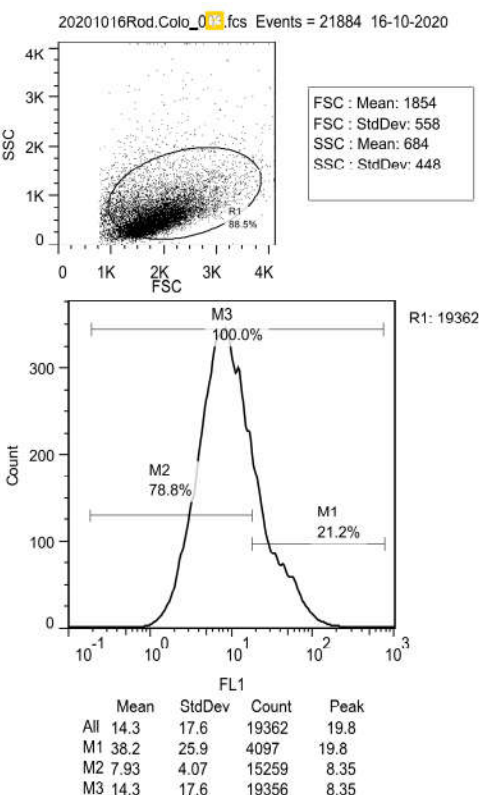 20201016Rod.Colo_0 .fcs Events = 21884 16-10-2020
4K
3K
2K
1K
0
SSC
R1
88.5%
0 1K 2K 3K 4K
FSC
FSC : Mean: 1854
FSC : StdDev: 558
SSC : Mean: 684
SSC : StdDev: 448
R1: 19362
M3
100.0%
300
200
100
0
Count
M2
78.8%
M1
21.2%
10-1 100 101 102 103
FL1
Mean StdDev Count Peak
All 14.3 17.6 19362 19.8
M1 38.2 25.9 4097 19.8
M2 7.93 4.07 15259 8.35
M3 14.3 17.6 19356 8.35